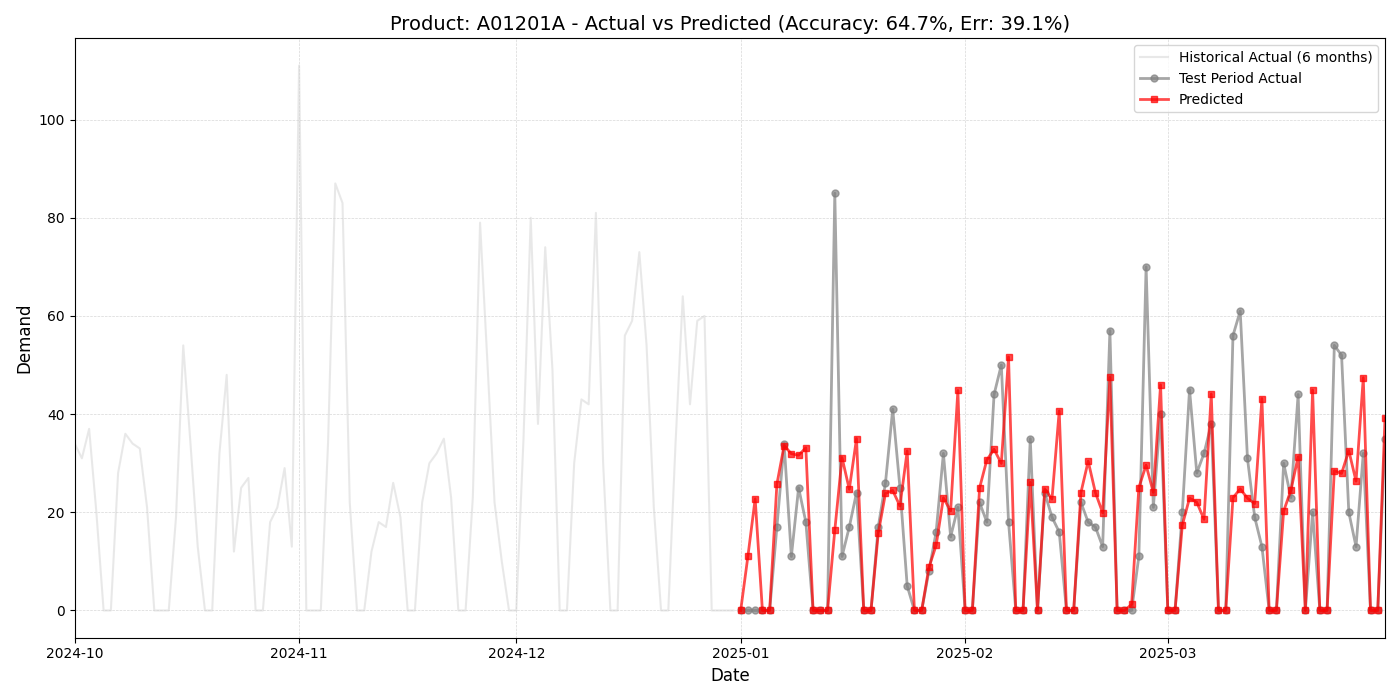 Product: A01201A - Actual vs Predicted (Accuracy: 64.7%, Err: 39.1%)
Historical Actual (6 months)
Test Period Actual
Predicted
100
80
60
40
20
0
Demand
2024-10
2024-11
2024-12
2025-01
2025-02
2025-03
Date